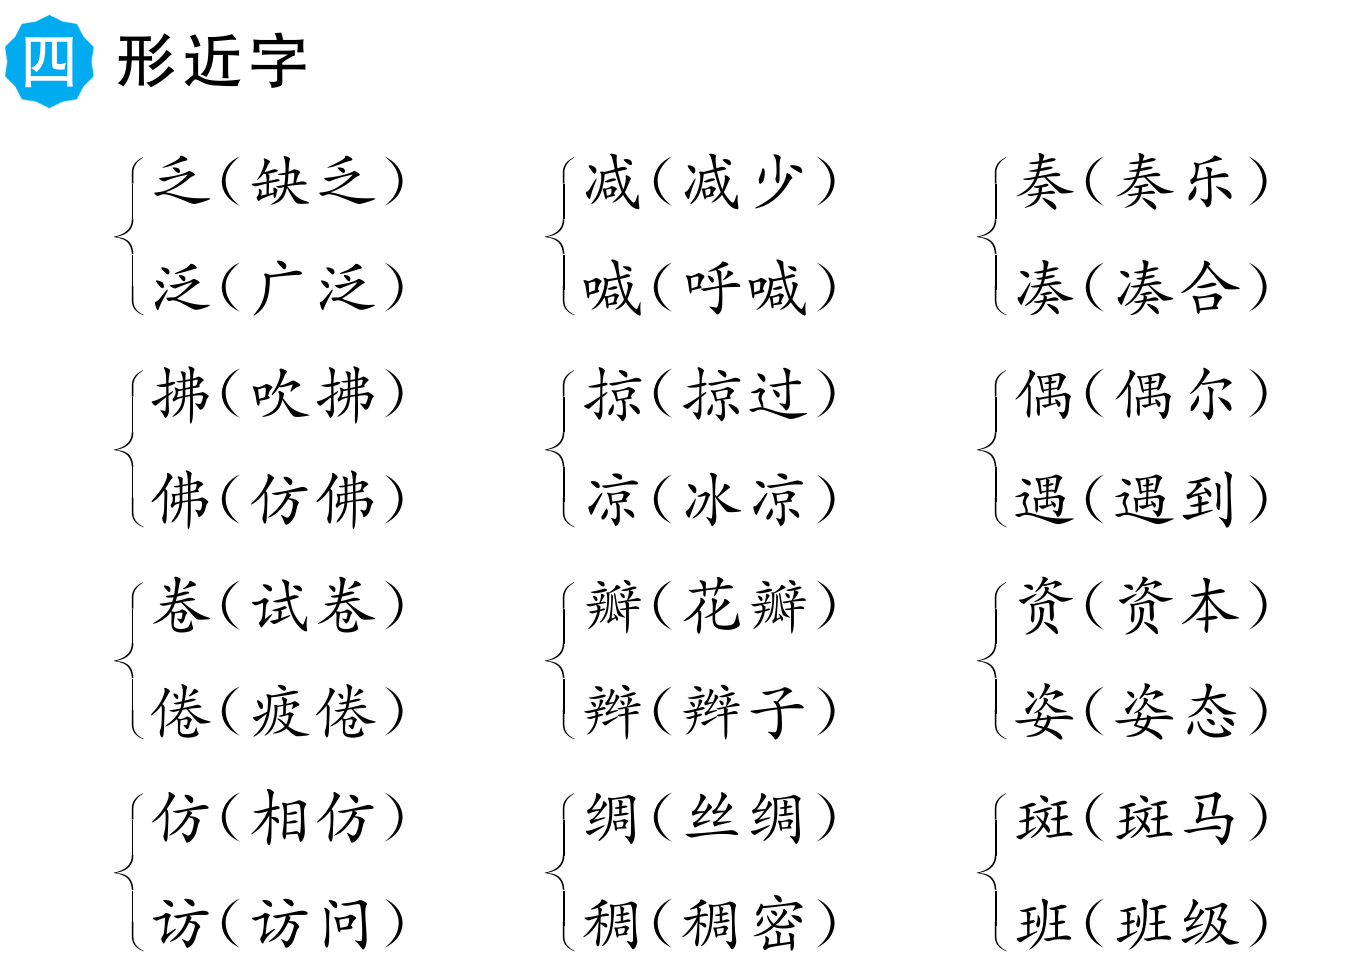 四 形近字
乏(缺乏) 减(减少) 奏(奏乐)
泛(广泛) 喊(呼喊) 凑(凑合)
拂(吹拂) 掠(掠过) 偶(偶尔)
佛(仿佛) 凉(冰凉) 遇(遇到)
卷(试卷) 瓣(花瓣) 资(资本)
倦(疲倦) 辫(辫子) 姿(姿态)
仿(相仿) 绸(丝绸) 斑(斑马)
访(访问) 稠(稠密) 班(班级)